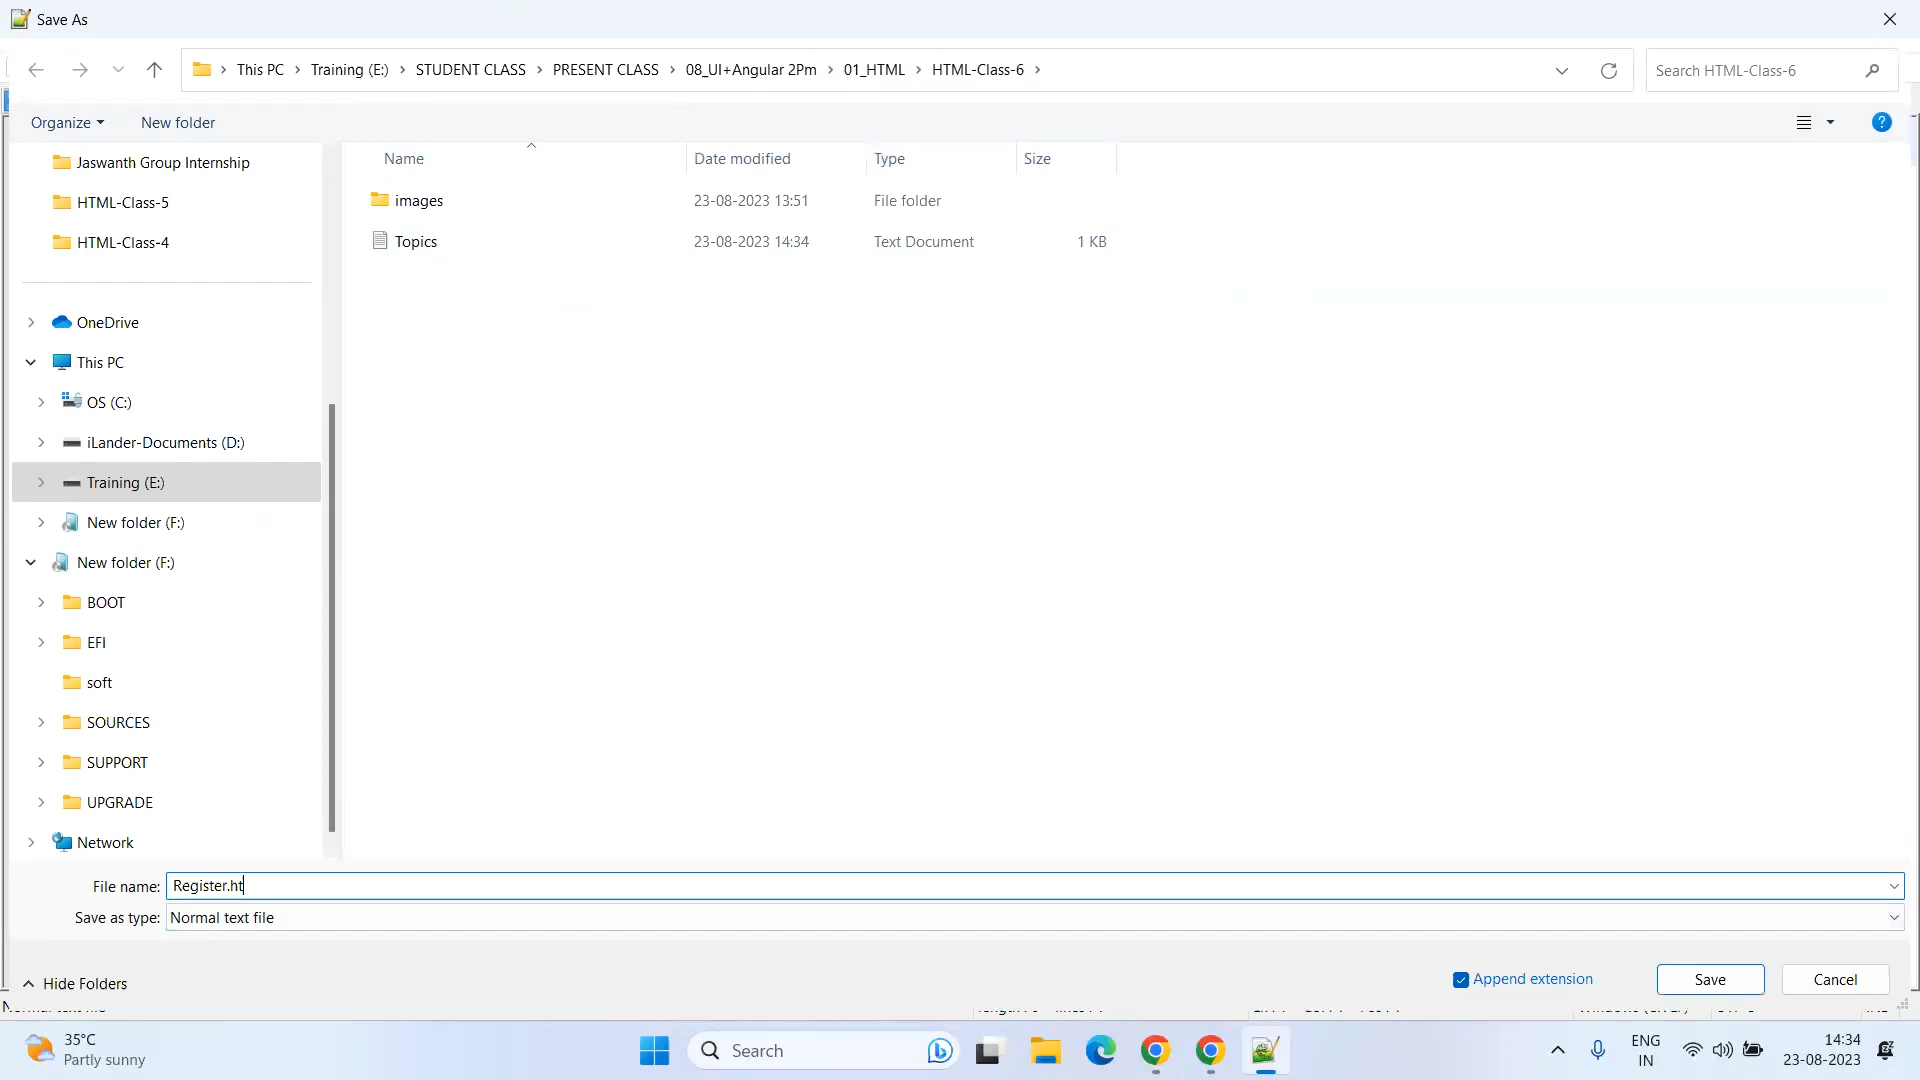 Save As
This PC > Training (E:) > STUDENT CLASS > PRESENT CLASS > 08_UI+Angular 2Pm > 01_HTML > HTML-Class-6 >
Search HTML-Class-6
Organize
New folder
Name
Date modified
Type
Size
images
23-08-2023 13:51
File folder
Topics
23-08-2023 14:34
Text Document
1 KB
Jaswanth Group Internship
HTML-Class-5
HTML-Class-4
OneDrive
This PC
OS (C:)
iLander-Documents (D:)
Training (E:)
New folder (F:)
New folder (F:)
BOOT
EFI
soft
SOURCES
SUPPORT
UPGRADE
Network
File name: Register.ht
Save as type: Normal text file
Hide Folders
Append extension
Save
Cancel
35°C
Partly sunny
Search
ENG
IN
14:34
23-08-2023